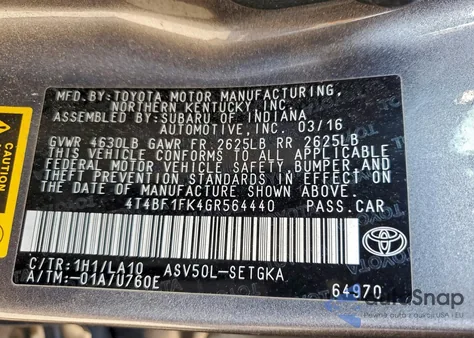 MFD. BY: TOYOTA MOTOR MANUFACTURING,
NORTHERN KENTUCKY, INC.
ASSEMBLED BY: SUBARU OF INDIANA
AUTOMOTIVE, INC. 03/16
GVWR 4630LB GAWR FR 2625LB RR 2625LB
THIS VEHICLE CONFORMS TO ALL APPLICABLE
FEDERAL MOTOR VEHICLE SAFETY, BUMPER AND
THEFT PREVENTION STANDARDS IN EFFECT ON
THE DATE OF MANUFACTURE SHOWN ABOVE.
4T4BF1FK4GR564440 PASS.CAR
C/TR:1H1/LA10 ASV50L-SETGKA
A/TM:-01A/U760E
TOYOTA
64970
CAUTION
AutoSnap